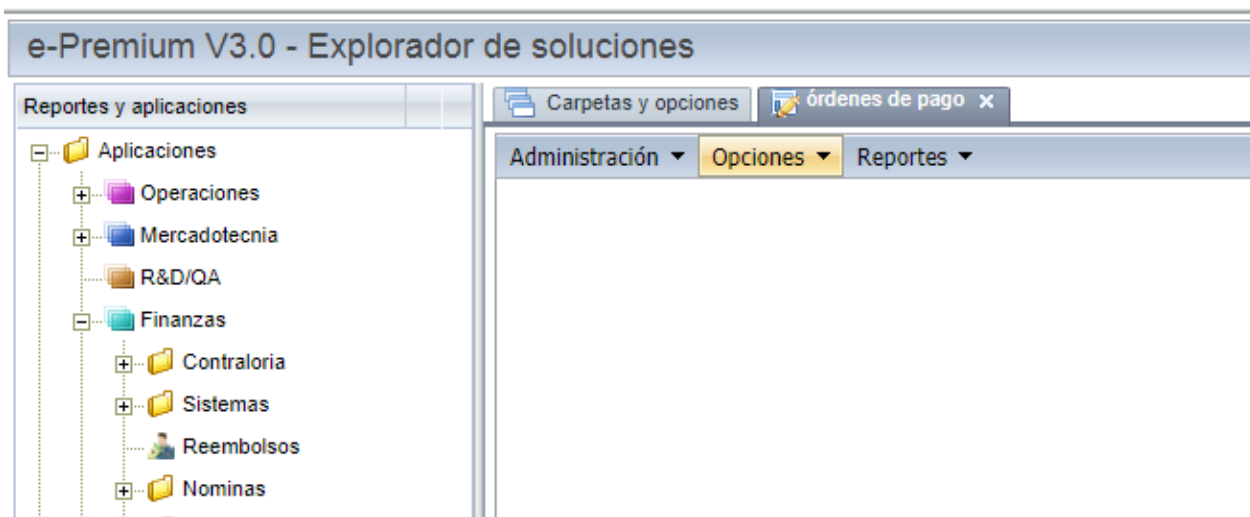 e-Premium V3.0 - Explorador de soluciones
Reportes y aplicaciones
Aplicaciones
Operaciones
Mercadotecnia
R&D/QA
Finanzas
Contraloria
Sistemas
Reembolsos
Nominas
Carpetas y opciones
órdenes de pago x
Administración
Opciones
Reportes